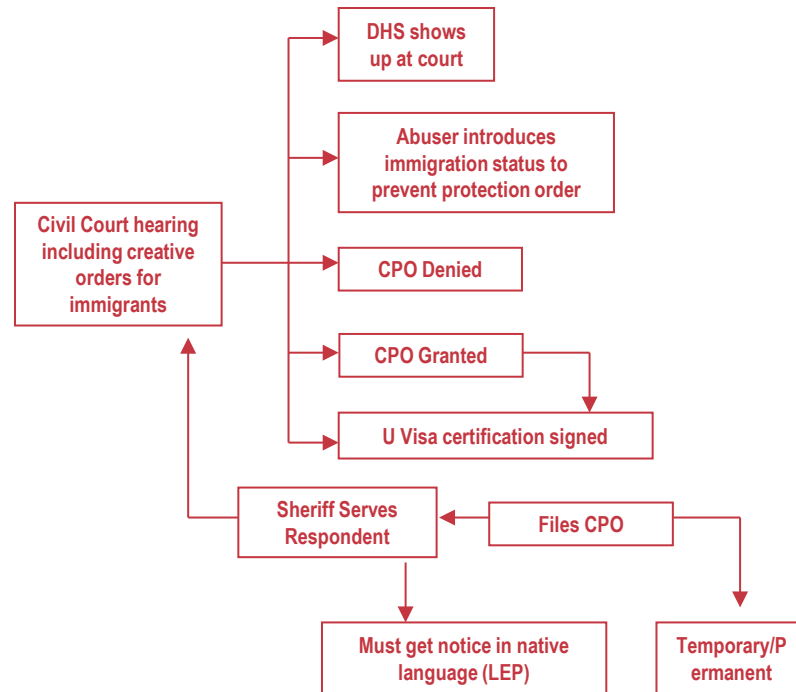 DHS shows
up at court
Abuser introduces
immigration status to
prevent protection order
Civil Court hearing
including creative
orders for
immigrants
CPO Denied
CPO Granted
U Visa certification signed
Sheriff Serves
Respondent
Files CPO
Must get notice in native
language (LEP)
Temporary/P
ermanent